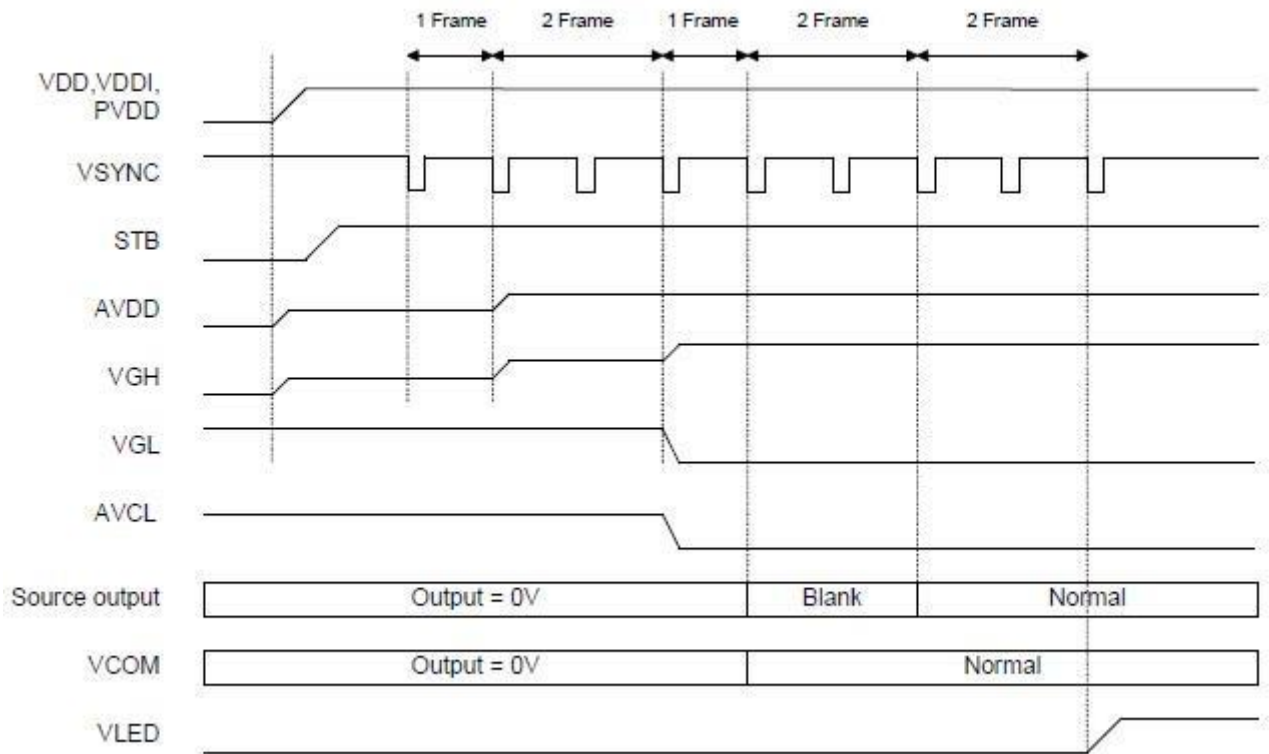 1 Frame 2 Frame 1 Frame 2 Frame 2 Frame
VDD,VDDI,
PVDD
VSYNC
STB
AVDD
VGH
VGL
AVCL
Source output Output = 0V Blank Normal
VCOM Output = 0V Normal
VLED